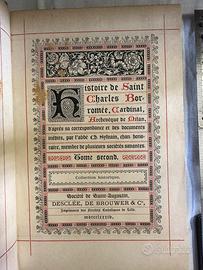 Histoire de Saint
Charles Bor-
romée, Cardinal,
Archevêque de Milan,
d'après sa correspondance et des documents
inédits, par l'abbé Ch. Sylvain, chan. hono-
raire, membre de plusieurs sociétés savantes.
Tome second.
Collection historique.
Société de Saint-Augustin,
DESCLÉE, DE BROUWER & Cie,
Imprimeurs des Facultés Catholiques de Lille.